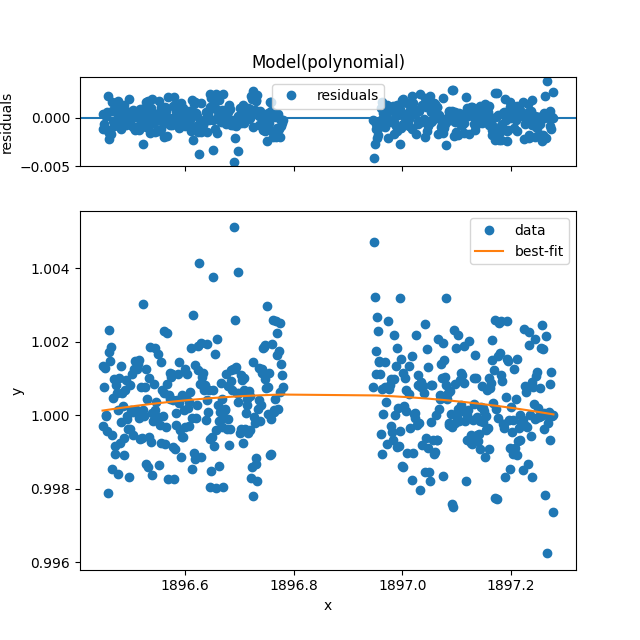 Model(polynomial)
residuals
0.000
−0.005
residuals
data
best-fit
1.004
1.002
1.000
0.998
0.996
y
1896.6 1896.8 1897.0 1897.2
x